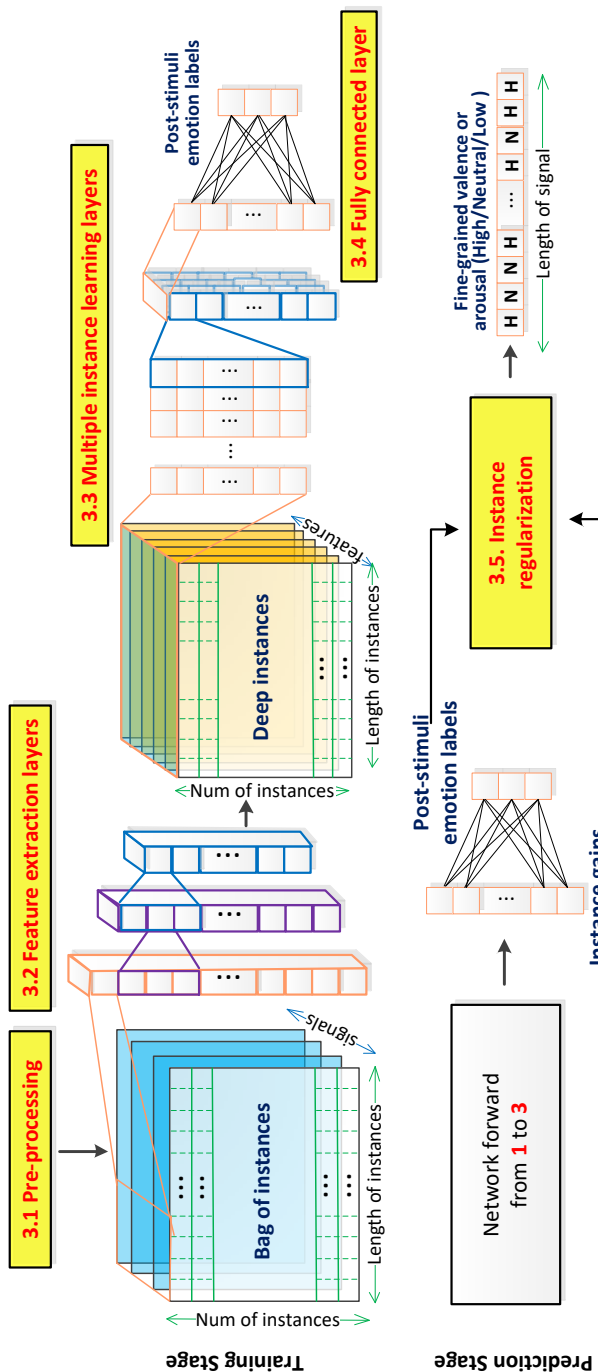 Training Stage
3.1 Pre-processing
3.2 Feature extraction layers
3.3 Multiple instance learning layers
3.4 Fully connected layer
Num of instances
Bag of instances
Length of instances
signals
...
Num of instances
Deep instances
Length of instances
features
...
Post-stimuli
emotion labels
Prediction Stage
Network forward
from 1 to 3
...
Post-stimuli
emotion labels
Instance gains
3.5. Instance
regularization
Fine-grained valence or
arousal (High/Neutral/Low )
H N N H ... H N H H
Length of signal